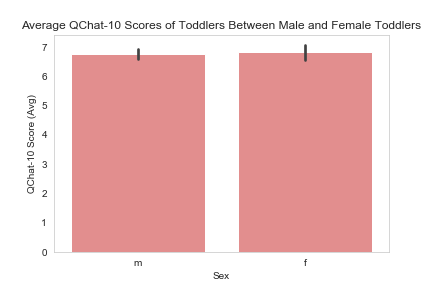 Average QChat-10 Scores of Toddlers Between Male and Female Toddlers
QChat-10 Score (Avg)
7
6
5
4
3
2
1
0
m
f
Sex